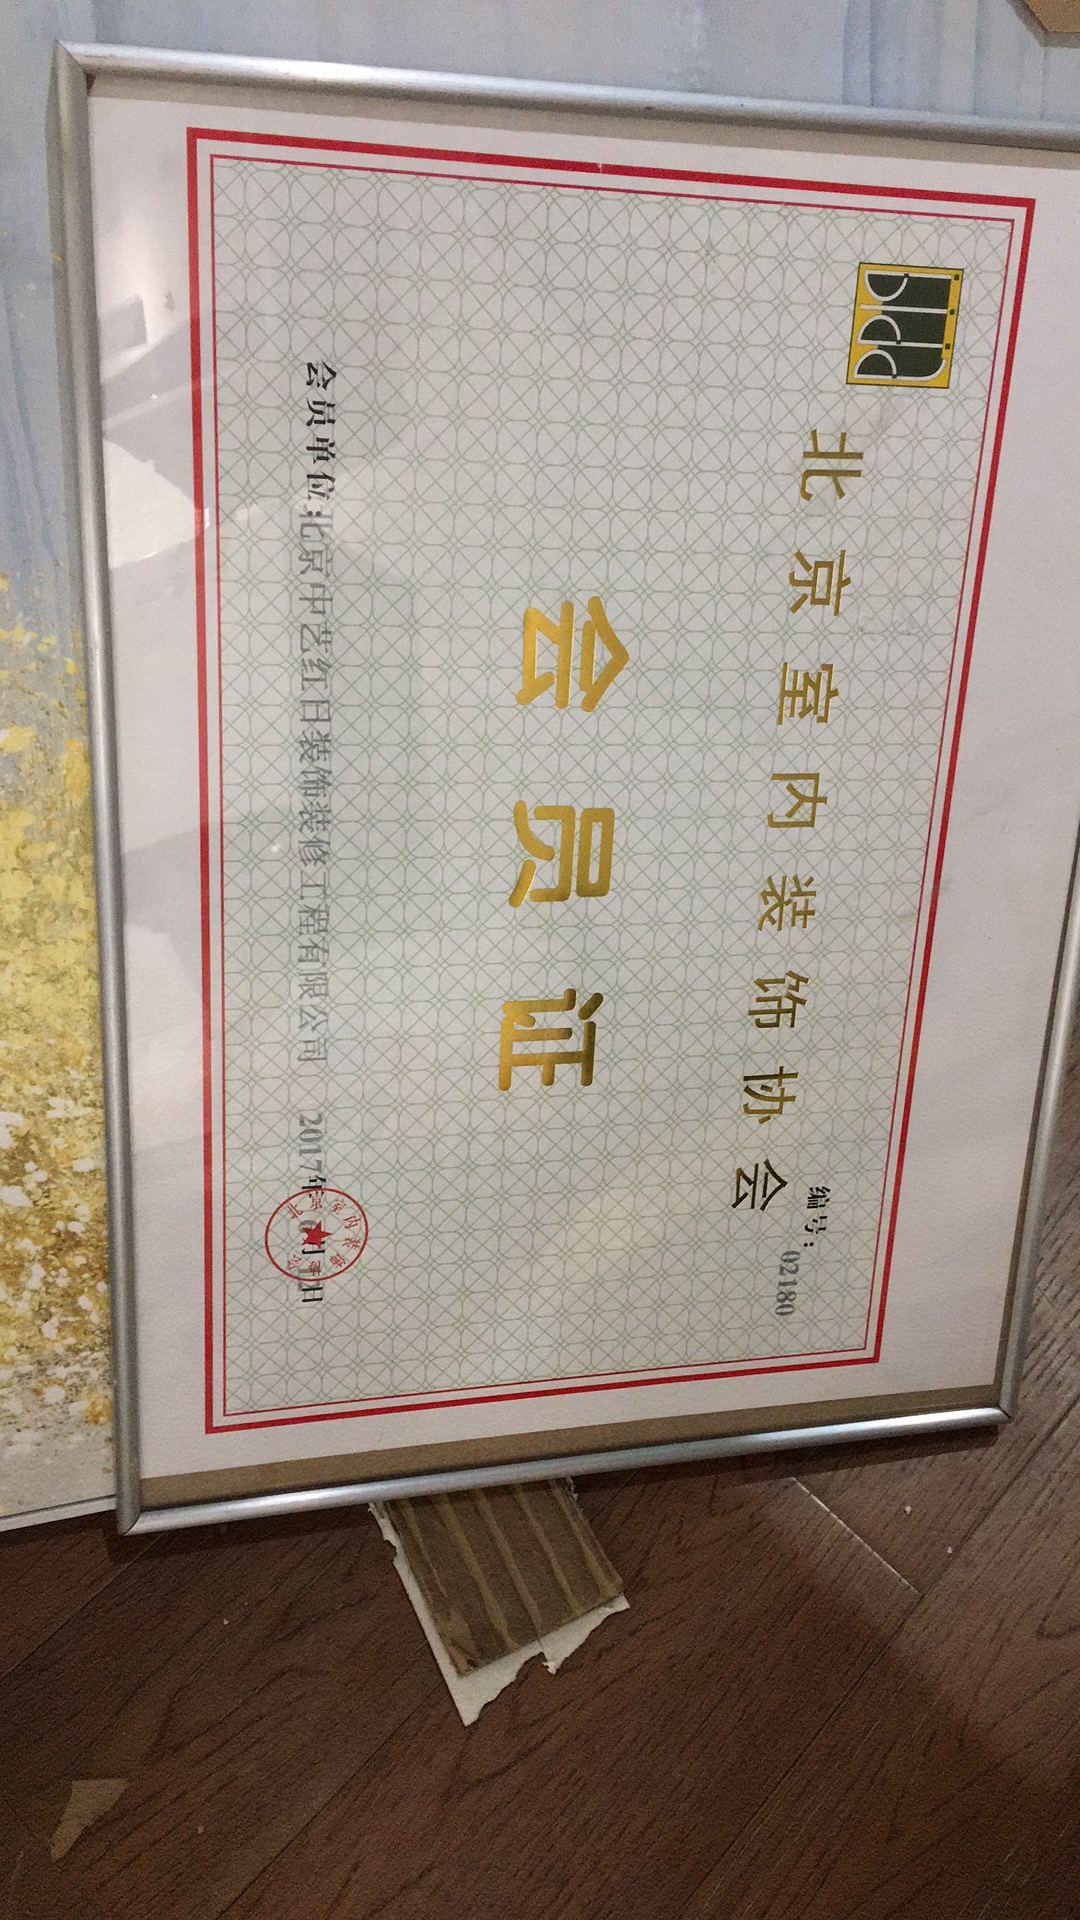 bida
北京室内装饰协会
编号:02180
会员证
会员单位:北京中艺红日装饰装修工程有限公司 2017年